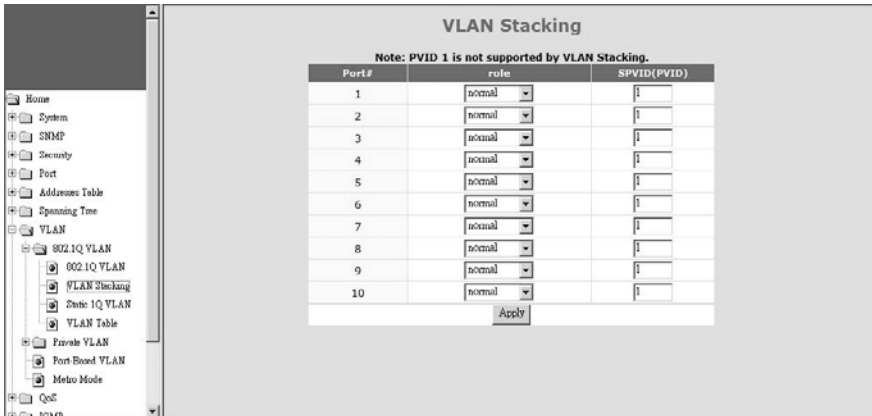 VLAN Stacking
Note: PVID 1 is not supported by VLAN Stacking.
Port# role SPVID(PVID)
1 normal 1
2 normal 1
3 normal 1
4 normal 1
5 normal 1
6 normal 1
7 normal 1
8 normal 1
9 normal 1
10 normal 1
Apply
Home
System
SNMP
Security
Port
Addresses Table
Spanning Tree
VLAN
802.1Q VLAN
802.1Q VLAN
VLAN Stacking
Static 1Q VLAN
VLAN Table
Private VLAN
Port-Based VLAN
Metro Mode
QoS